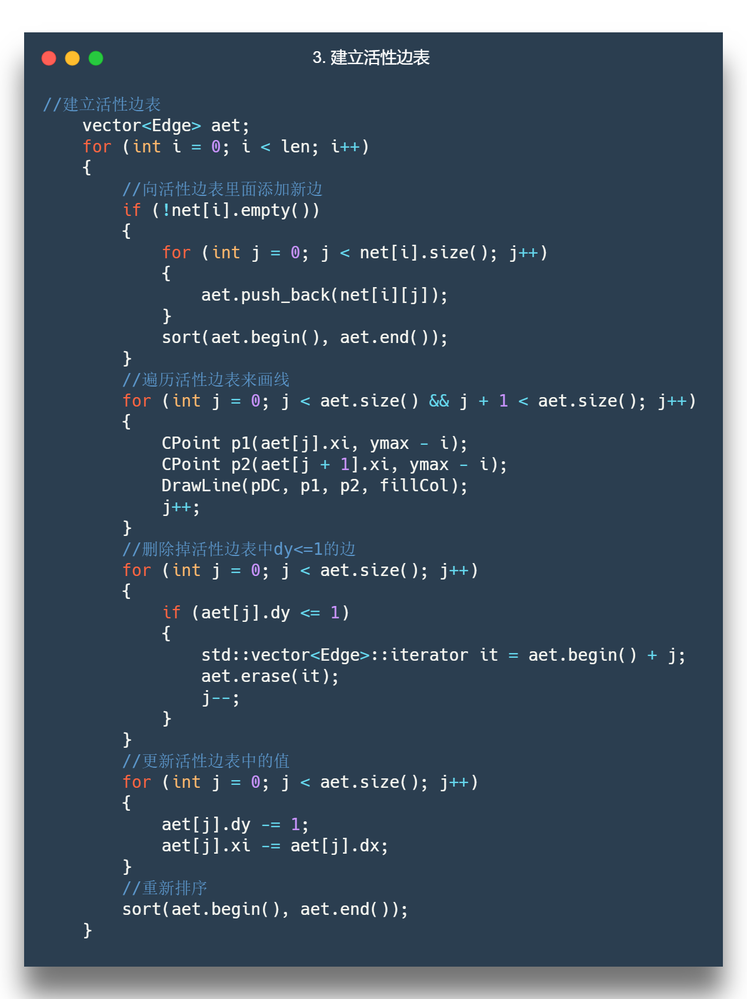 3. 建立活性边表
//建立活性边表
    vector<Edge> aet;
    for (int i = 0; i < len; i++)
    {
        //向活性边表里面添加新边
        if (!net[i].empty())
        {
            for (int j = 0; j < net[i].size(); j++)
            {
                aet.push_back(net[i][j]);
            }
            sort(aet.begin(), aet.end());
        }
        //遍历活性边表来画线
        for (int j = 0; j < aet.size() && j + 1 < aet.size(); j++)
        {
            CPoint p1(aet[j].xi, ymax - i);
            CPoint p2(aet[j + 1].xi, ymax - i);
            DrawLine(pDC, p1, p2, fillCol);
            j++;
        }
        //删除掉活性边表中dy<=1的边
        for (int j = 0; j < aet.size(); j++)
        {
            if (aet[j].dy <= 1)
            {
                std::vector<Edge>::iterator it = aet.begin() + j;
                aet.erase(it);
                j--;
            }
        }
        //更新活性边表中的值
        for (int j = 0; j < aet.size(); j++)
        {
            aet[j].dy -= 1;
            aet[j].xi -= aet[j].dx;
        }
        //重新排序
        sort(aet.begin(), aet.end());
    }